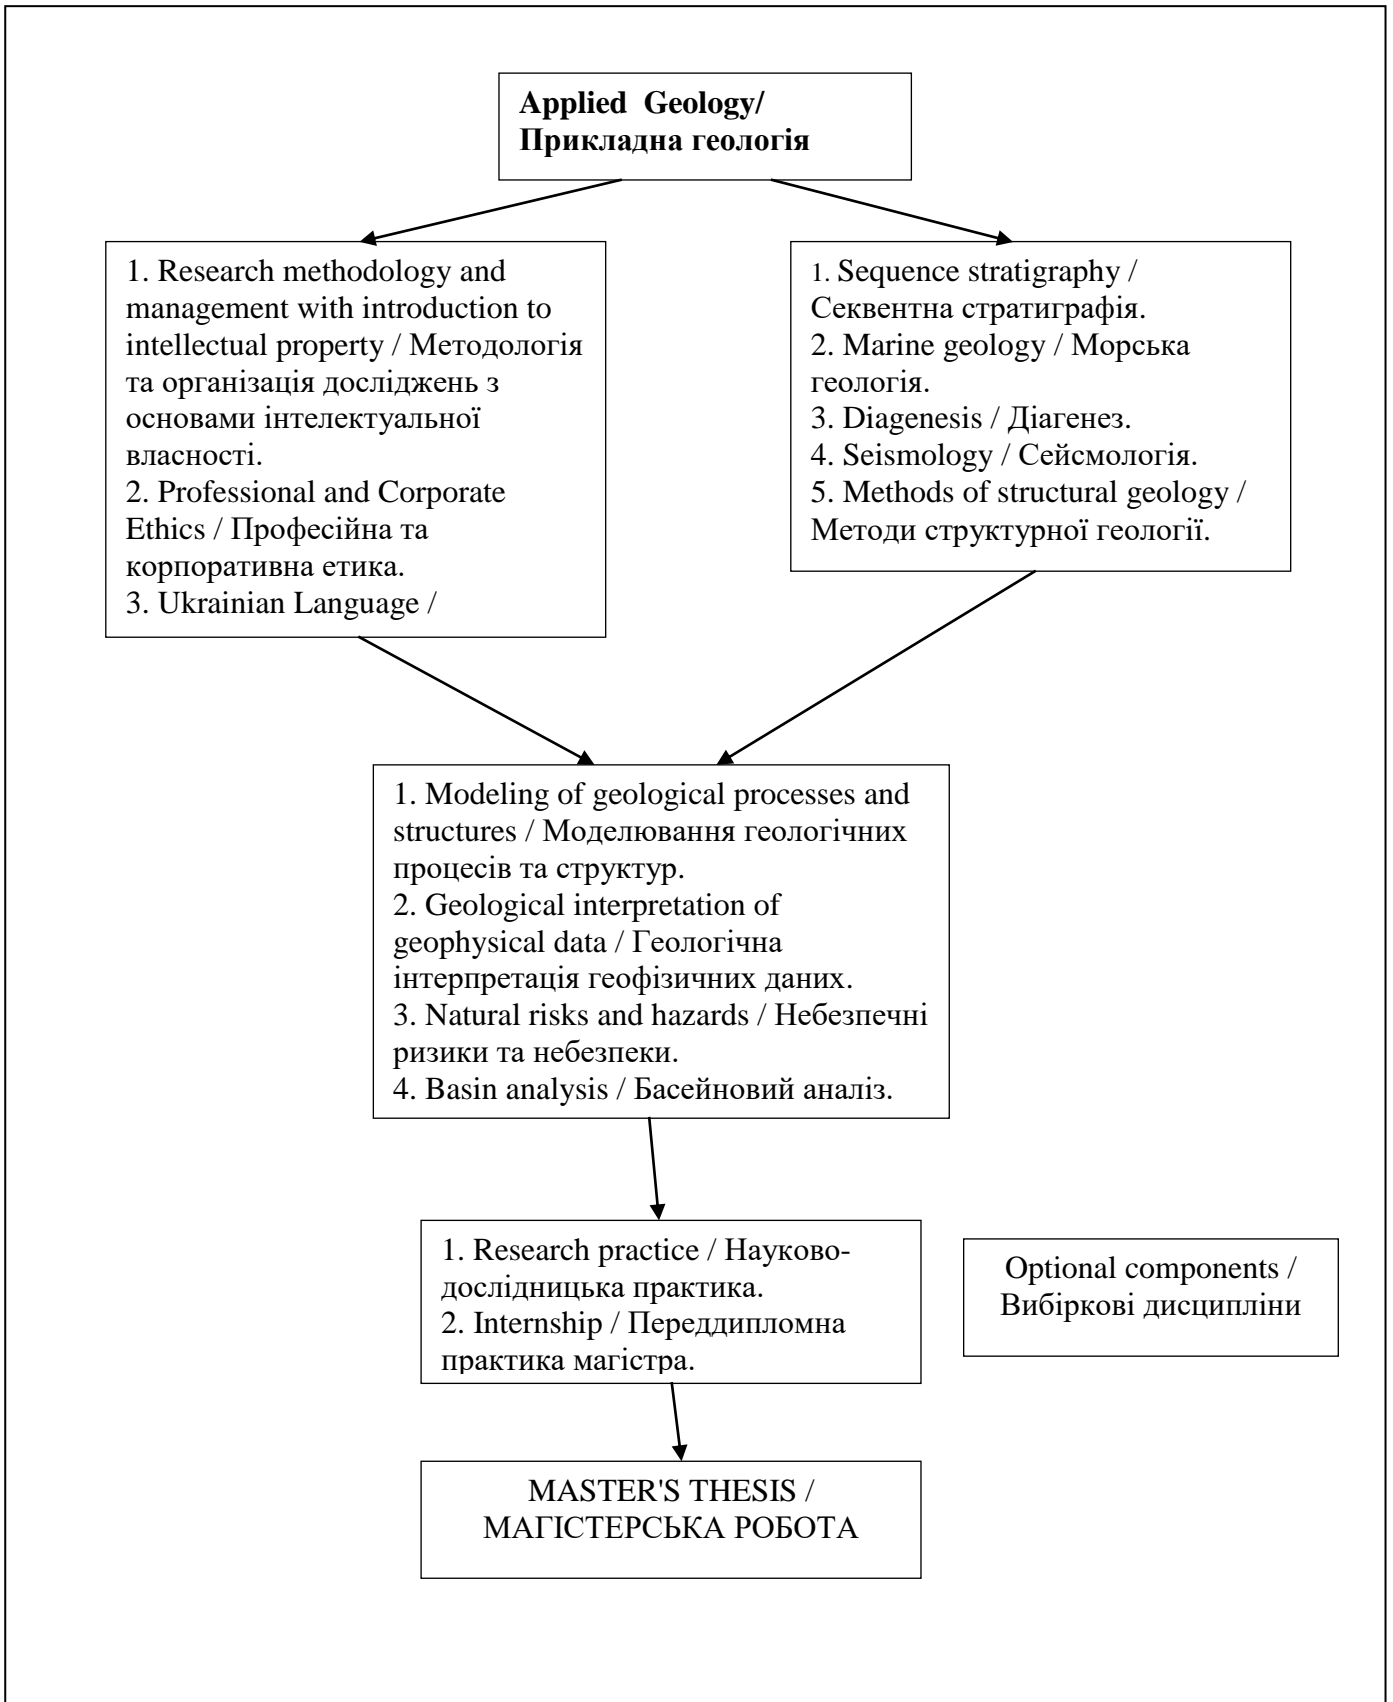 Applied Geology/
Прикладна геологія
1. Research methodology and
management with introduction to
intellectual property / Методологія
та організація досліджень з
основами інтелектуальної
власності.
2. Professional and Corporate
Ethics / Професійна та
корпоративна етика.
3. Ukrainian Language /
1. Sequence stratigraphy /
Секвентна стратиграфія.
2. Marine geology / Морська
геологія.
3. Diagenesis / Діагенез.
4. Seismology / Сейсмологія.
5. Methods of structural geology /
Методи структурної геології.
1. Modeling of geological processes and
structures / Моделювання геологічних
процесів та структур.
2. Geological interpretation of
geophysical data / Геологічна
інтерпретація геофізичних даних.
3. Natural risks and hazards / Небезпечні
ризики та небезпеки.
4. Basin analysis / Басейновий аналіз.
1. Research practice / Науково-
дослідницька практика.
2. Internship / Переддипломна
практика магістра.
Optional components /
Вибіркові дисципліни
MASTER'S THESIS /
МАГІСТЕРСЬКА РОБОТА